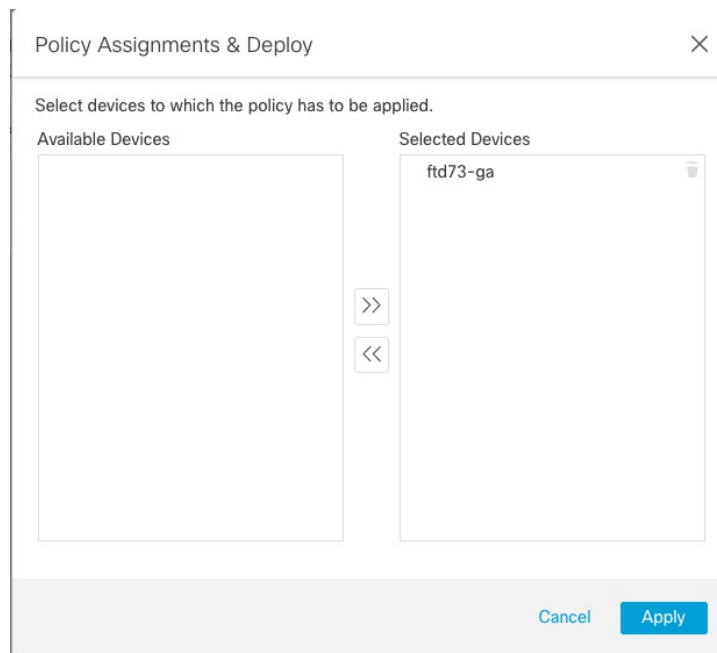 Policy Assignments & Deploy
Select devices to which the policy has to be applied.
Available Devices
Selected Devices
ftd73-ga
Cancel
Apply